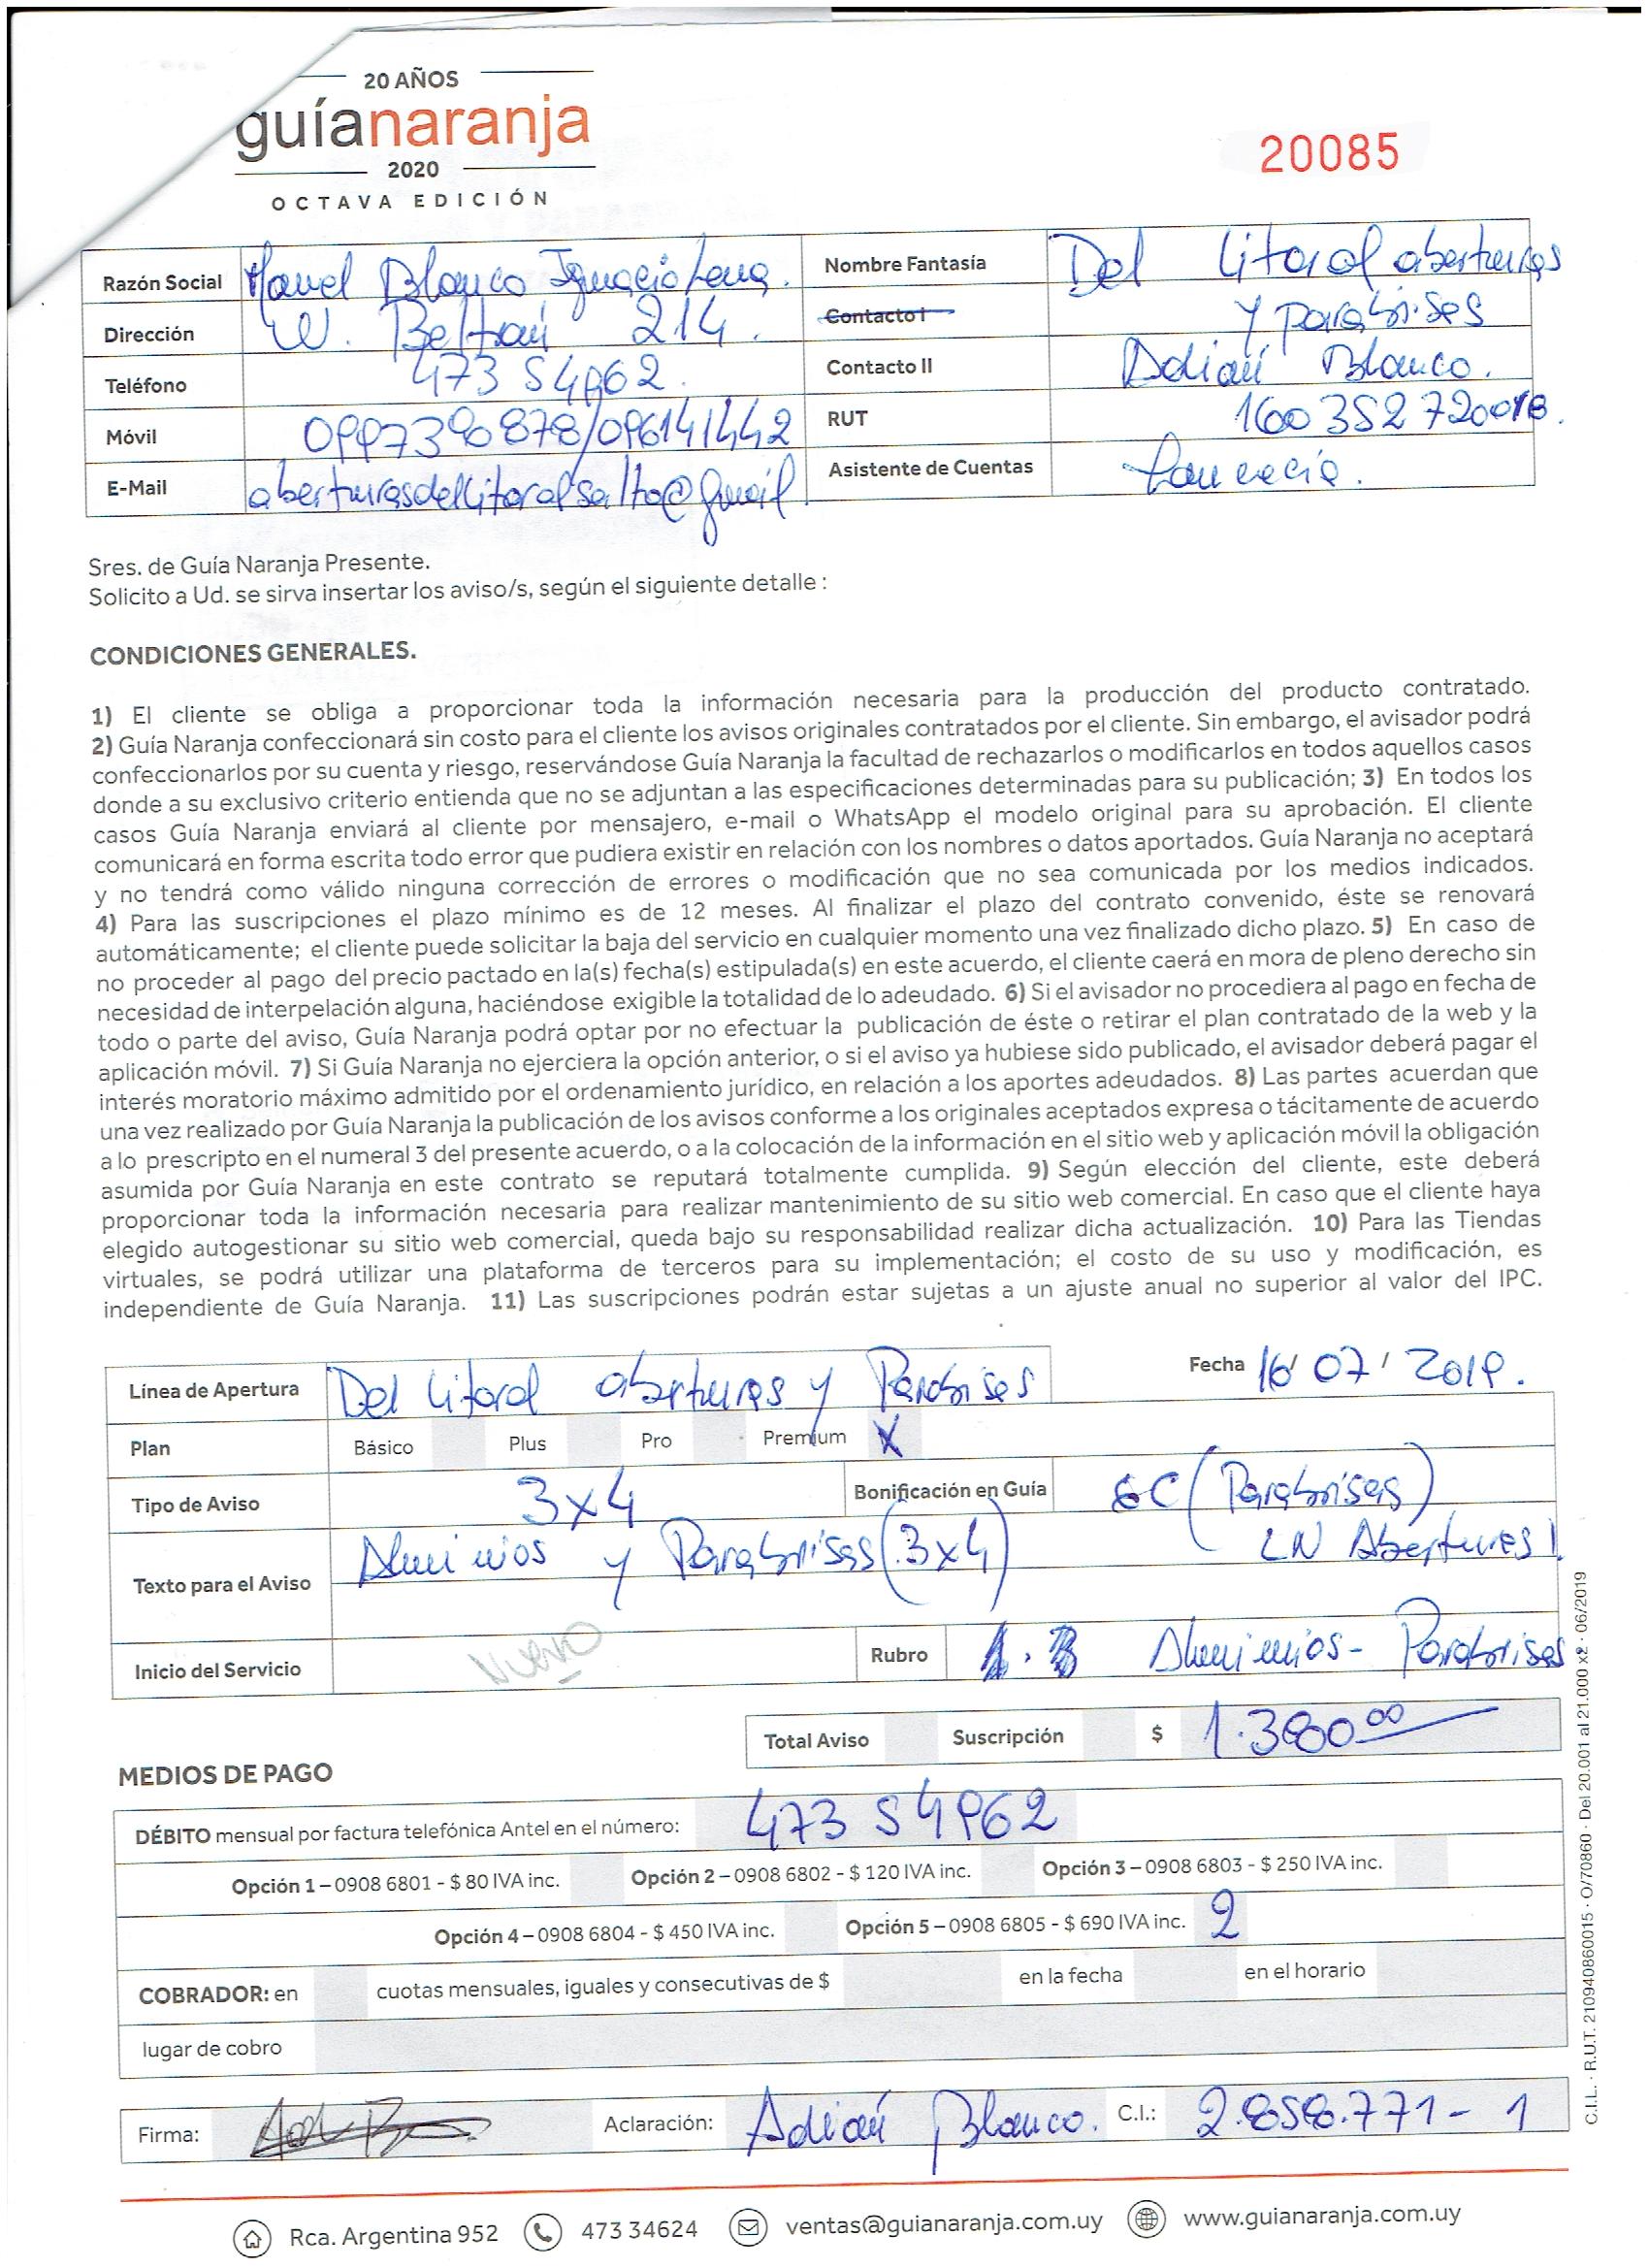 20 AÑOS
guíanaranja
2020
OCTAVA EDICIÓN
20085
Razón Social Blanco Ignacio
Nombre Fantasía Del Litoral aberturas
y parabrisas
Dirección W. Beltrán 214.
Contacto I
Teléfono 473 54962.
Contacto II Adián Blanco.
Móvil 099739878/096141442
RUT 1600352720018.
E-Mail aberturasdellitoralsalto@gmail.
Asistente de Cuentas
Sres. de Guía Naranja Presente.
Solicito a Ud. se sirva insertar los aviso/s, según el siguiente detalle :
CONDICIONES GENERALES.
1) El cliente se obliga a proporcionar toda la información necesaria para la producción del producto contratado.
2) Guía Naranja confeccionará sin costo para el cliente los avisos originales contratados por el cliente. Sin embargo, el avisador podrá
confeccionarlos por su cuenta y riesgo, reservándose Guía Naranja la facultad de rechazarlos o modificarlos en todos aquellos casos
donde a su exclusivo criterio entienda que no se adjuntan a las especificaciones determinadas para su publicación; 3) En todos los
casos Guía Naranja enviará al cliente por mensajero, e-mail o WhatsApp el modelo original para su aprobación. El cliente
comunicará en forma escrita todo error que pudiera existir en relación con los nombres o datos aportados. Guía Naranja no aceptará
y no tendrá como válido ninguna corrección de errores o modificación que no sea comunicada por los medios indicados.
4) Para las suscripciones el plazo mínimo es de 12 meses. Al finalizar el plazo del contrato convenido, éste se renovará
automáticamente; el cliente puede solicitar la baja del servicio en cualquier momento una vez finalizado dicho plazo. 5) En caso de
no proceder al pago del precio pactado en la(s) fecha(s) estipulada(s) en este acuerdo, el cliente caerá en mora de pleno derecho sin
necesidad de interpelación alguna, haciéndose exigible la totalidad de lo adeudado. 6) Si el avisador no procediera al pago en fecha de
todo o parte del aviso, Guía Naranja podrá optar por no efectuar la publicación de éste o retirar el plan contratado de la web y la
aplicación móvil. 7) Si Guía Naranja no ejerciera la opción anterior, o si el aviso ya hubiese sido publicado, el avisador deberá pagar el
interés moratorio máximo admitido por el ordenamiento jurídico, en relación a los aportes adeudados. 8) Las partes acuerdan que
una vez realizado por Guía Naranja la publicación de los avisos conforme a los originales aceptados expresa o tácitamente de acuerdo
a lo prescripto en el numeral 3 del presente acuerdo, o a la colocación de la información en el sitio web y aplicación móvil la obligación
asumida por Guía Naranja en este contrato se reputará totalmente cumplida. 9) Según elección del cliente, este deberá
proporcionar toda la información necesaria para realizar mantenimiento de su sitio web comercial. En caso que el cliente haya
elegido autogestionar su sitio web comercial, queda bajo su responsabilidad realizar dicha actualización. 10) Para las Tiendas
virtuales, se podrá utilizar una plataforma de terceros para su implementación; el costo de su uso y modificación, es
independiente de Guía Naranja. 11) Las suscripciones podrán estar sujetas a un ajuste anual no superior al valor del IPC.
Línea de Apertura Del Litoral aberturas y Parabrisas
Fecha 16/ 07 / 2019.
Plan Básico Plus Pro Premium X
Tipo de Aviso 3x4 Bonificación en Guía 6C (Parabrisas)
LN Aberturas
Texto para el Aviso Aluminios y Parabrisas (3x4)
Inicio del Servicio NUEVO Rubro Aluminios - Parabrisas
Total Aviso Suscripción $ 1.380 00
MEDIOS DE PAGO
DÉBITO mensual por factura telefónica Antel en el número: 473 54962
Opción 1 – 0908 6801 - $ 80 IVA inc. Opción 2 – 0908 6802 - $ 120 IVA inc. Opción 3 – 0908 6803 - $ 250 IVA inc.
Opción 4 – 0908 6804 - $ 450 IVA inc. Opción 5 – 0908 6805 - $ 690 IVA inc. 2
COBRADOR: en cuotas mensuales, iguales y consecutivas de $ en la fecha en el horario
lugar de cobro
Firma: Aclaración: Adrián Blanco. C.I.: 2.858.771-1
C.I.L. · R.U.T. 210940860015 · O/70860 · Del 20.001 al 21.000 x2 · 06/2019
Rca. Argentina 952 473 34624 ventas@guianaranja.com.uy www.guianaranja.com.uy